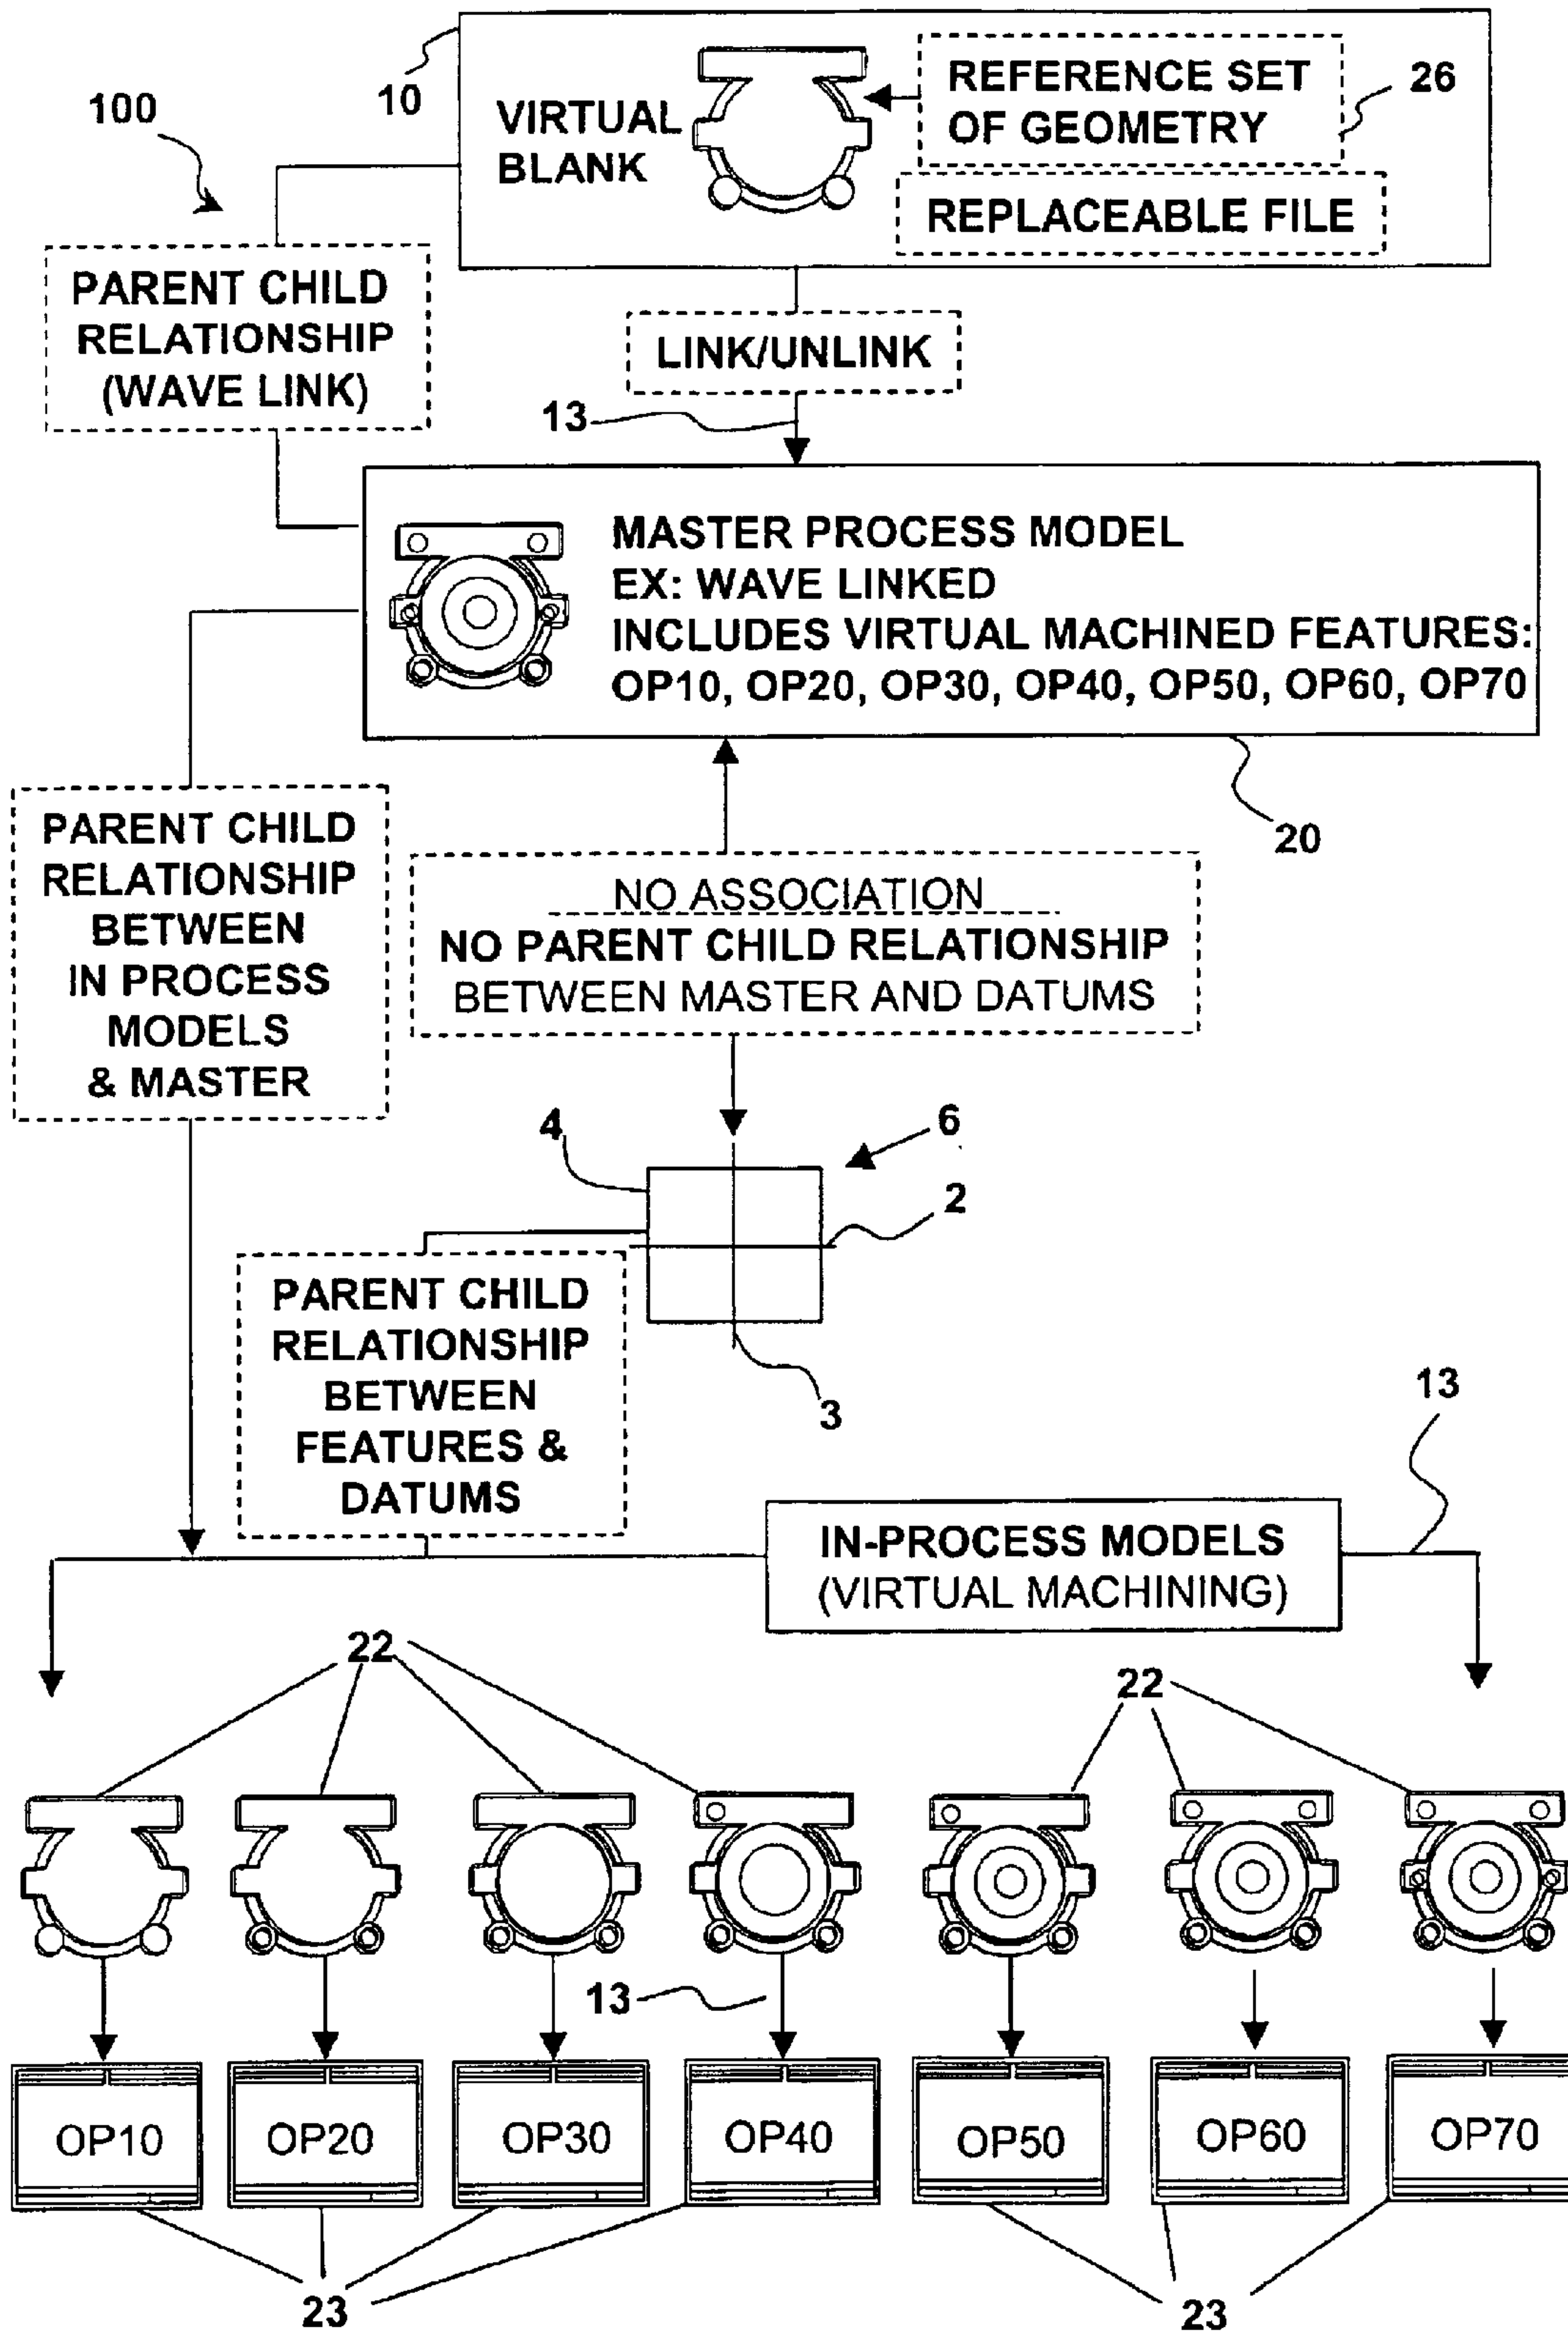 10
VIRTUAL
BLANK
REFERENCE SET
OF GEOMETRY
26
REPLACEABLE FILE
100
PARENT CHILD
RELATIONSHIP
(WAVE LINK)
LINK/UNLINK
13
MASTER PROCESS MODEL
EX: WAVE LINKED
INCLUDES VIRTUAL MACHINED FEATURES:
OP10, OP20, OP30, OP40, OP50, OP60, OP70
20
PARENT CHILD
RELATIONSHIP
BETWEEN
IN PROCESS
MODELS
& MASTER
NO ASSOCIATION
NO PARENT CHILD RELATIONSHIP
BETWEEN MASTER AND DATUMS
4
6
2
3
PARENT CHILD
RELATIONSHIP
BETWEEN
FEATURES &
DATUMS
13
IN-PROCESS MODELS
(VIRTUAL MACHINING)
22
22
13
OP10
OP20
OP30
OP40
OP50
OP60
OP70
23
23